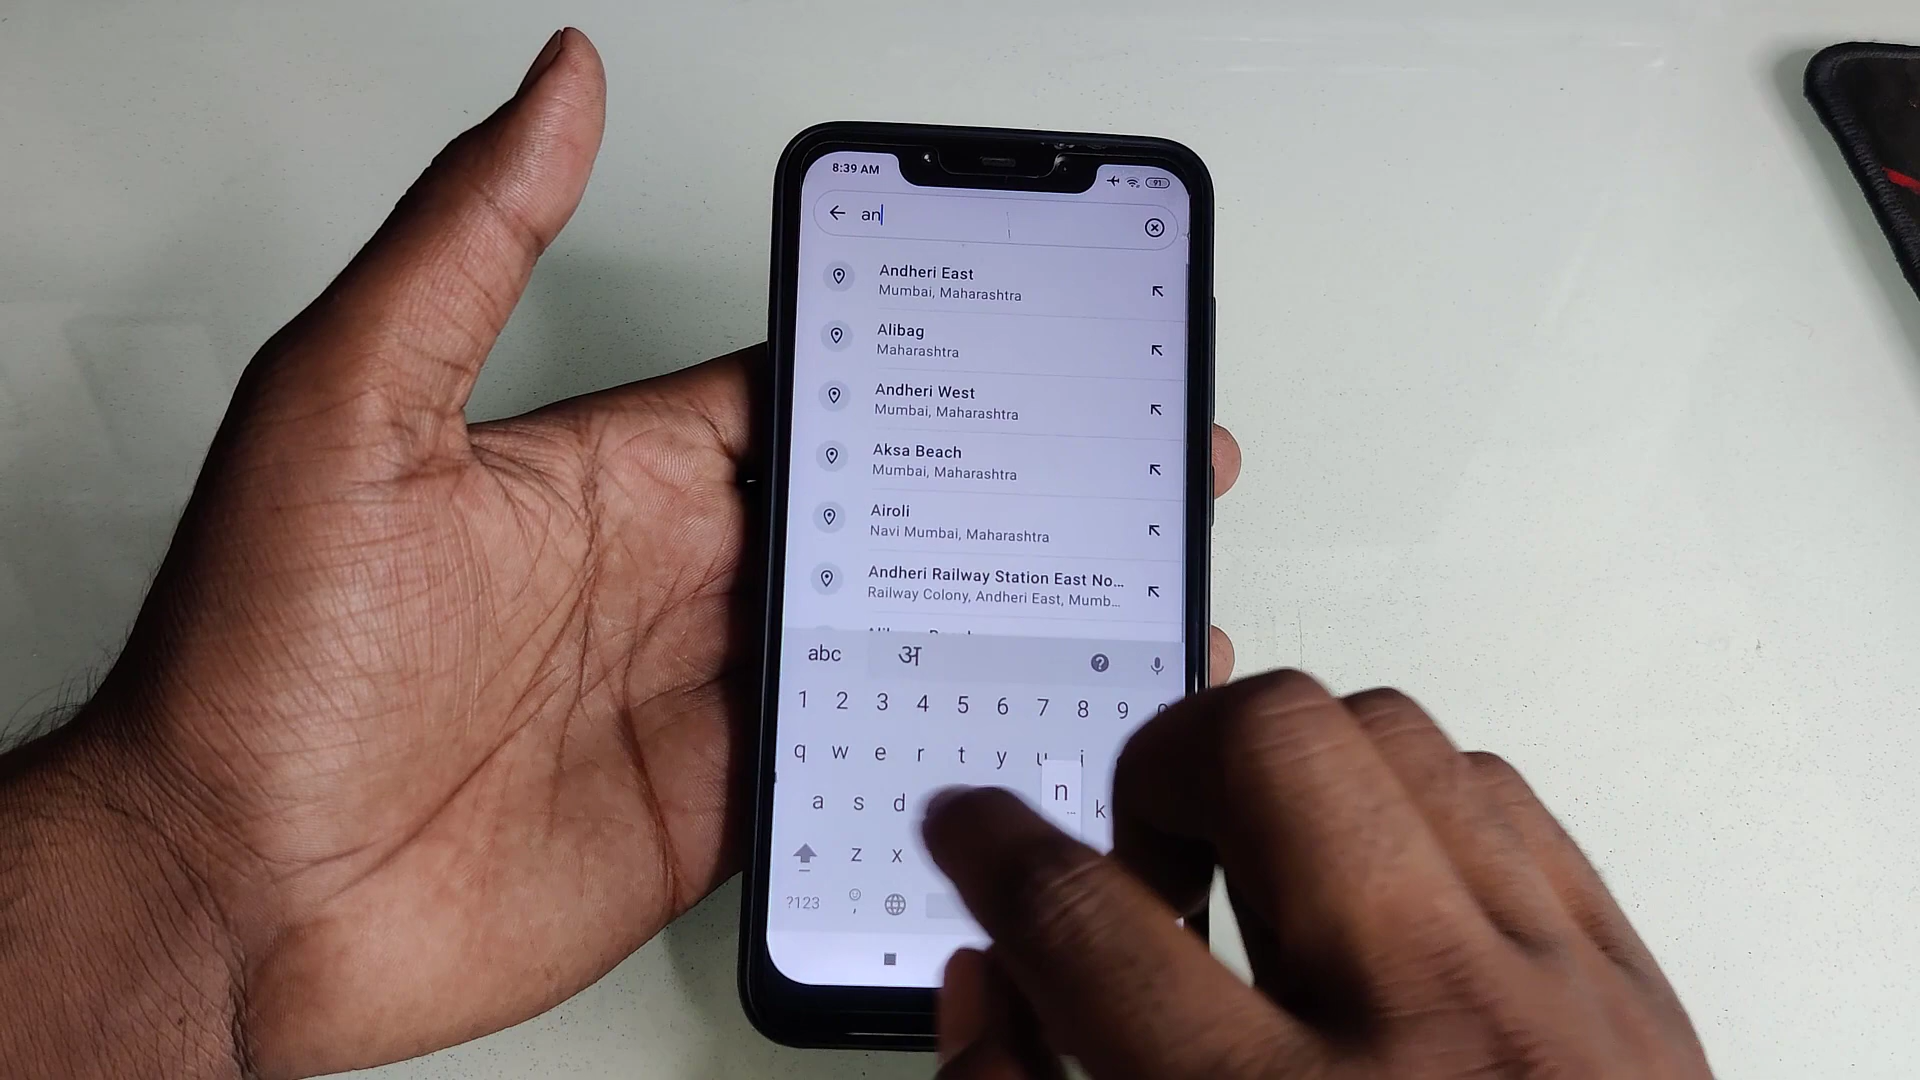 8:39 AM
91
an
Andheri East
Mumbai, Maharashtra
Alibag
Maharashtra
Andheri West
Mumbai, Maharashtra
Aksa Beach
Mumbai, Maharashtra
Airoli
Navi Mumbai, Maharashtra
Andheri Railway Station East No...
Railway Colony, Andheri East, Mumb...
abc अ
1 2 3 4 5 6 7 8 9
q w e r t y u i
a s d n k
z x
?123 ,